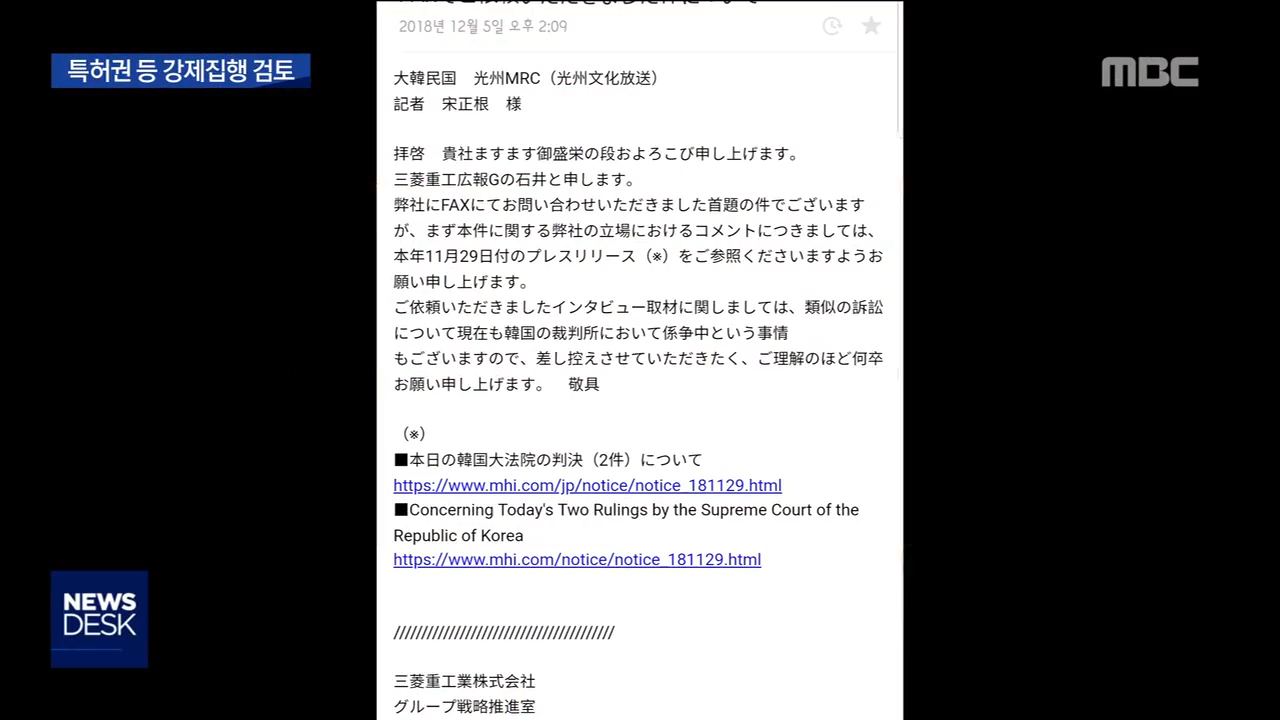 2018년 12월 5일 오후 2:09
특허권 등 강제집행 검토
MBC
大韓民国　光州MRC（光州文化放送）
記者　宋正根　様
拝啓　貴社ますます御盛栄の段およろこび申し上げます。
三菱重工広報Gの石井と申します。
弊社にFAXにてお問い合わせいただきました首題の件でございます
が、まず本件に関する弊社の立場におけるコメントにつきましては、
本年11月29日付のプレスリリース（※）をご参照くださいますようお
願い申し上げます。
ご依頼いただきましたインタビュー取材に関しましては、類似の訴訟
について現在も韓国の裁判所において係争中という事情
もございますので、差し控えさせていただきたく、ご理解のほど何卒
お願い申し上げます。　敬具
（※）
■本日の韓国大法院の判決（2件）について
https://www.mhi.com/jp/notice/notice_181129.html
■Concerning Today's Two Rulings by the Supreme Court of the
Republic of Korea
https://www.mhi.com/notice/notice_181129.html
NEWS
DESK
///////////////////////////////////////
三菱重工業株式会社
グループ戦略推進室